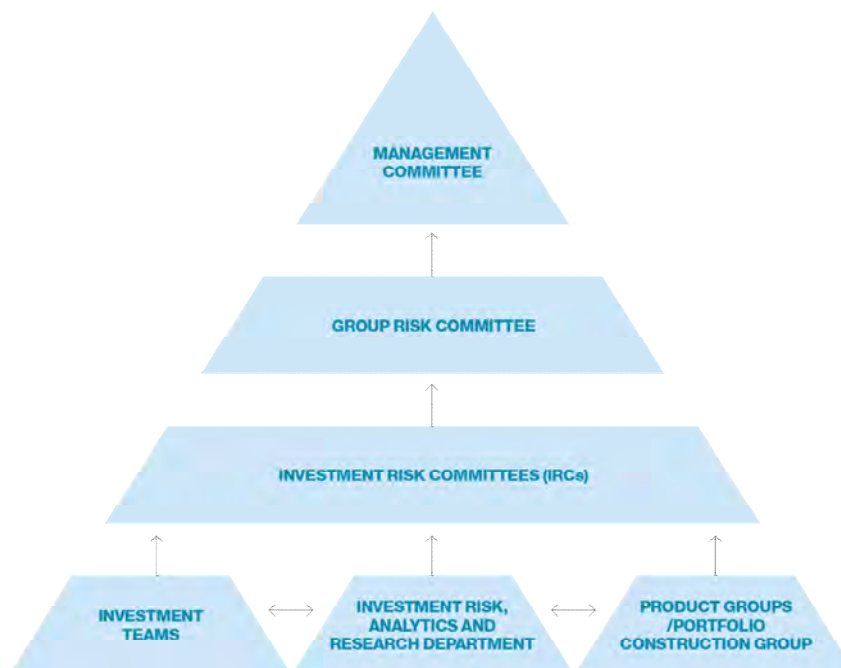 MANAGEMENT
COMMITTEE
GROUP RISK COMMITTEE
INVESTMENT RISK COMMITTEES (IRCs)
INVESTMENT
TEAMS
INVESTMENT RISK,
ANALYTICS AND
RESEARCH DEPARTMENT
PRODUCT GROUPS
/PORTFOLIO
CONSTRUCTION GROUP